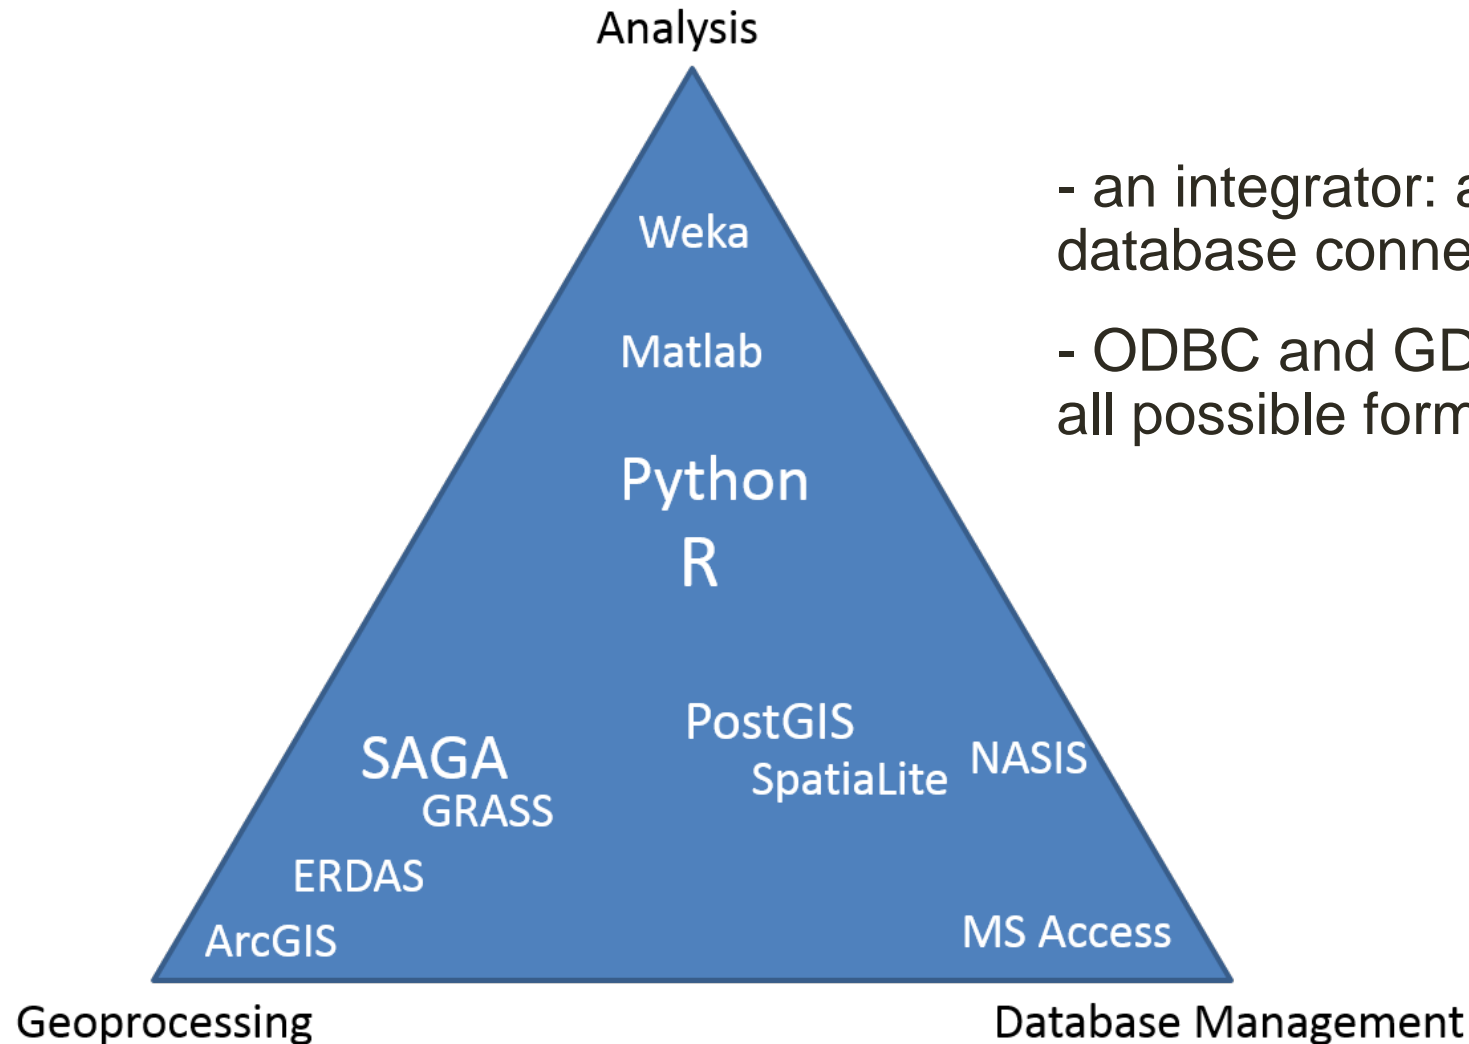 Analysis
Weka
Matlab
Python
R
SAGA
GRASS
ERDAS
ArcGIS
PostGIS
SpatiaLite
NASIS
MS Access
Geoprocessing
Database Management
- an integrator:
database
- ODBC and
all possible